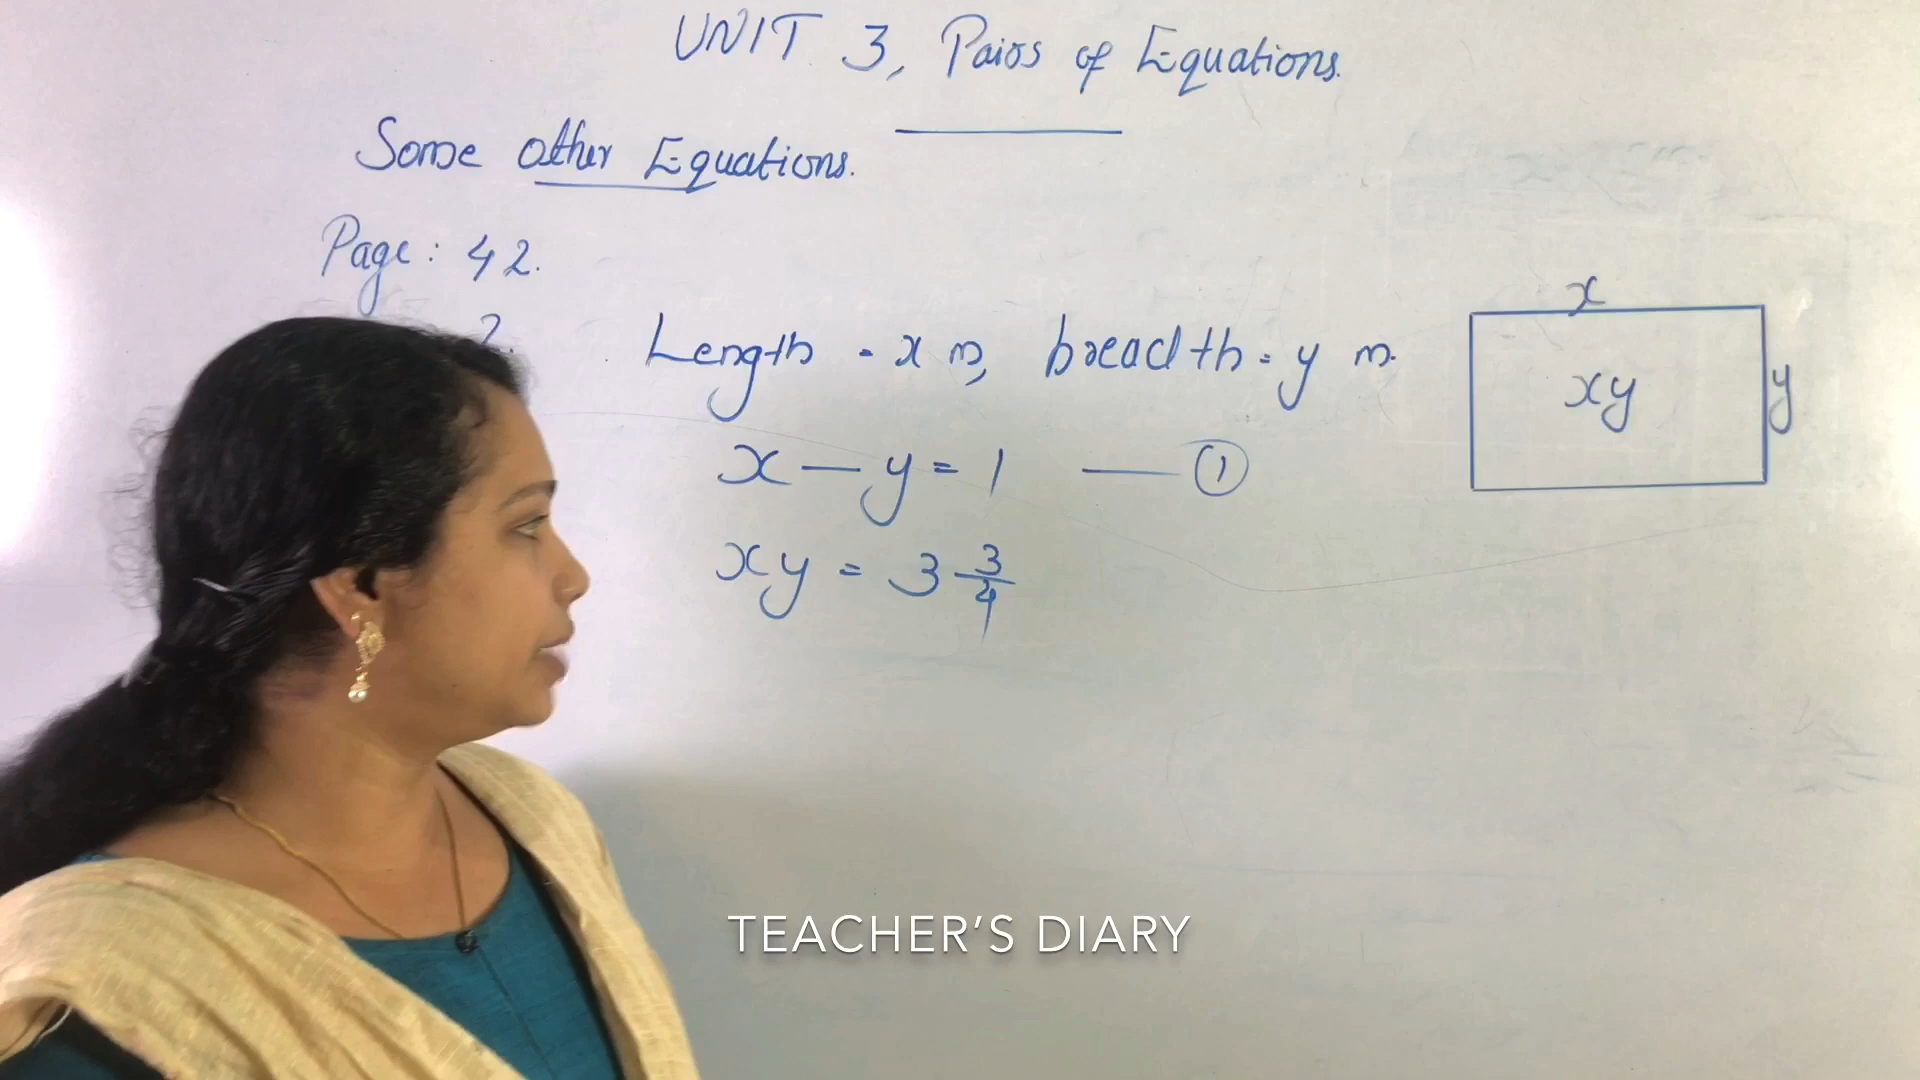 UNIT 3, Pairs of Equations.
Some other Equations.
Page: 42.
2.
Length = x m, breadth = y m.
x
xy
y
x — y = 1 —— ①
xy = 3 3/4
TEACHER'S DIARY